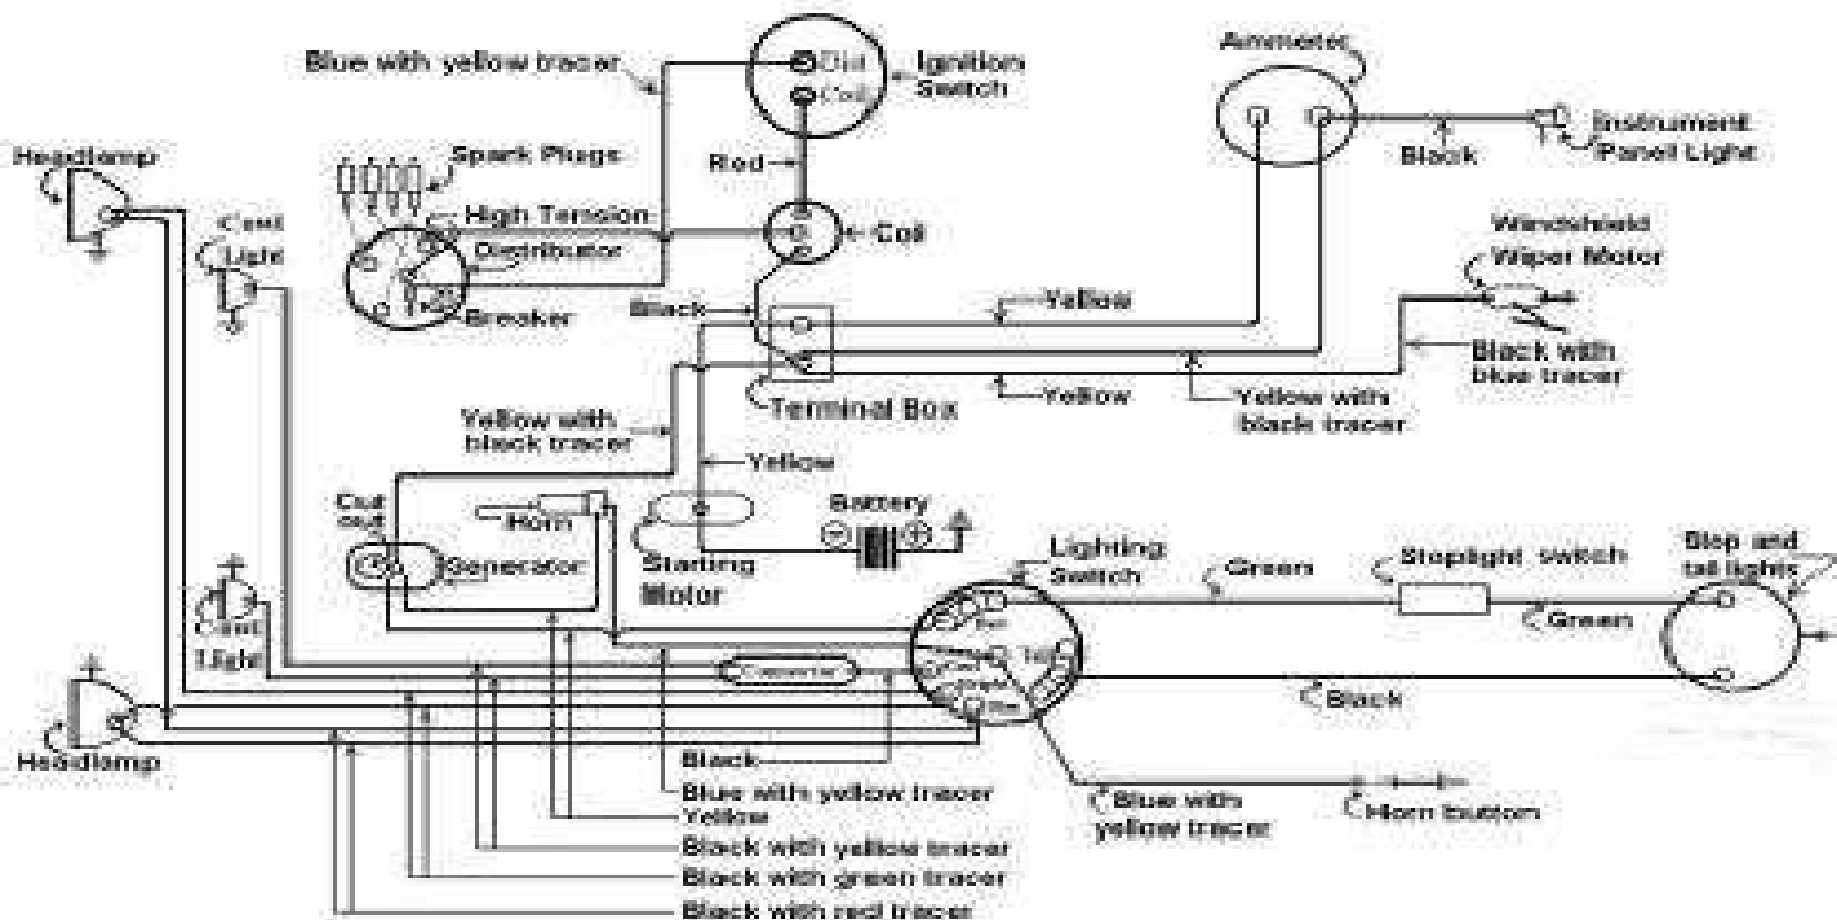 Blue with yellow tracer
Ignition
Switch
Ammeter
Instrument
Panel Light
Black
Headlamp
Spark Plugs
Red
High Tension
Coil
Distributor
Light
Windshield
Wiper Motor
Breaker
Black
Yellow
Black with
blue tracer
Terminal Box
Yellow
Yellow with
black tracer
Yellow with
black tracer
Yellow
Cut
out
Horn
Battery
Generator
Starting
Motor
Lighting
Switch
Green
Stoplight switch
Stop and
tail lights
Green
Light
Headlamp
Black
Black
Blue with yellow tracer
Yellow
Black with yellow tracer
Black with green tracer
Black with red tracer
Blue with
yellow tracer
Horn button